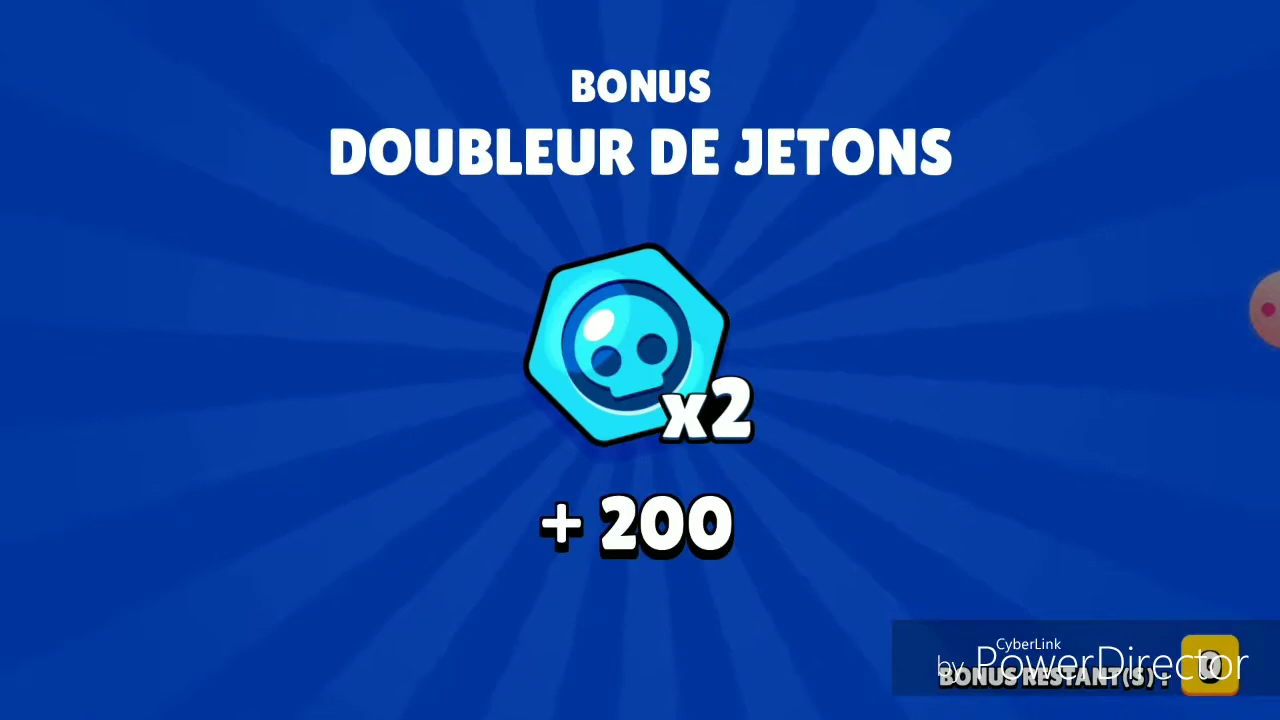 BONUS
DOUBLEUR DE JETONS
x2
+ 200
CyberLink
by PowerDirector
BONUS RESTANT(S) :